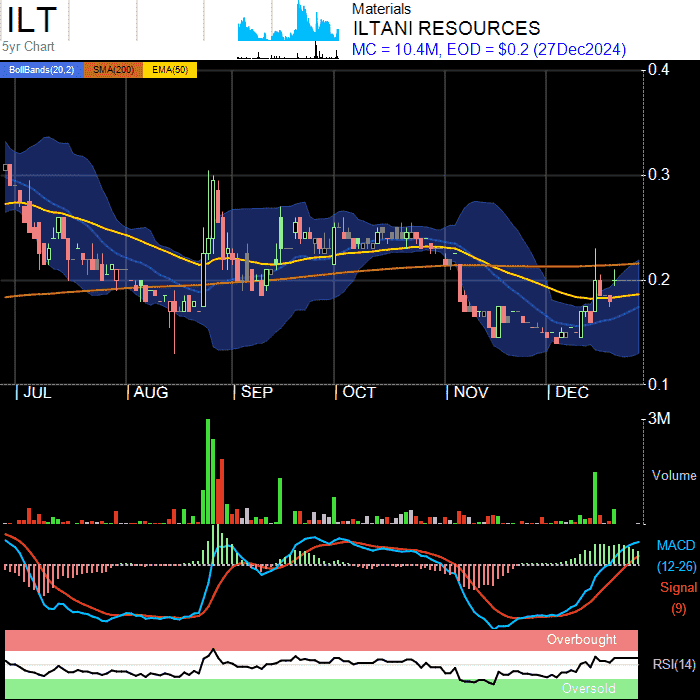 ILT
5yr Chart
Materials
ILTANI RESOURCES
MC = 10.4M, EOD = $0.2 (27Dec2024)
BollBands(20,2) SMA(200) EMA(50)
0.4
0.3
0.2
0.1
JUL AUG SEP OCT NOV DEC
3M
Volume
MACD
(12-26)
Signal
(9)
Overbought
RSI(14)
Oversold